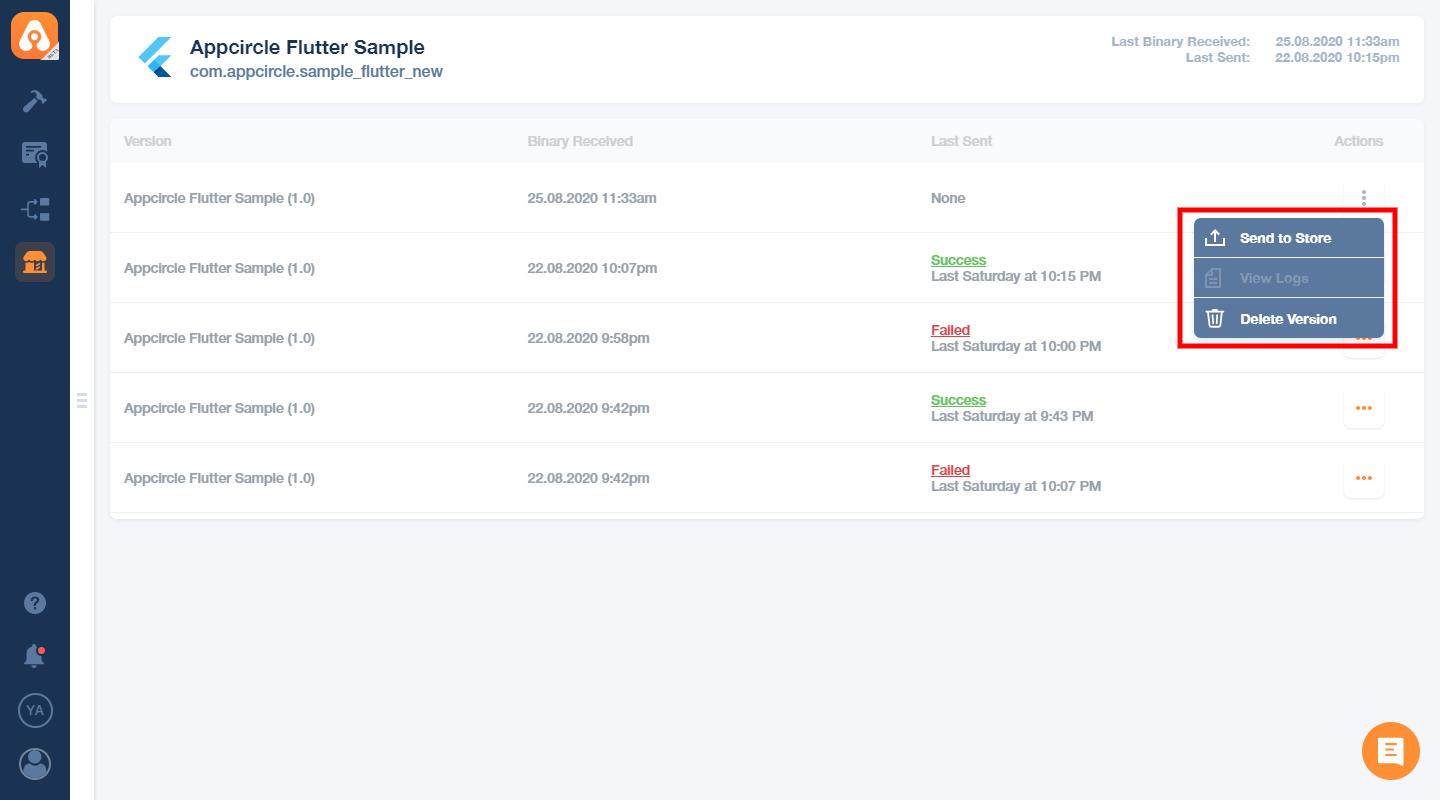 Appcircle Flutter Sample
com.appcircle.sample_flutter_new
Last Binary Received: 25.08.2020 11:33am
Last Sent: 22.08.2020 10:15pm
Version Binary Received Last Sent Actions
Appcircle Flutter Sample (1.0) 25.08.2020 11:33am None
Send to Store
View Logs
Delete Version
Appcircle Flutter Sample (1.0) 22.08.2020 10:07pm Success
Last Saturday at 10:15 PM
Appcircle Flutter Sample (1.0) 22.08.2020 9:58pm Failed
Last Saturday at 10:00 PM
Appcircle Flutter Sample (1.0) 22.08.2020 9:42pm Success
Last Saturday at 9:43 PM
Appcircle Flutter Sample (1.0) 22.08.2020 9:42pm Failed
Last Saturday at 10:07 PM
?
YA
BETA